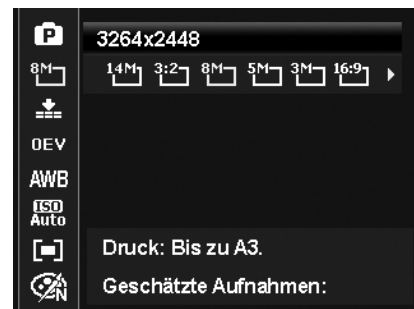 P
3264x2448
8M
14M 3:2 8M 5M 3M 16:9
0EV
AWB
ISO
Auto
Druck: Bis zu A3.
N
Geschätzte Aufnahmen: